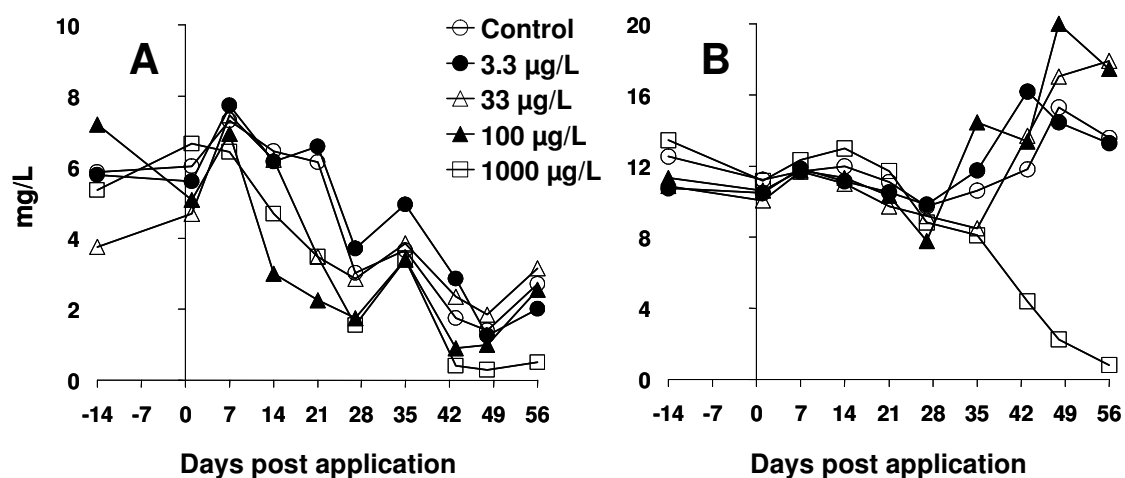 A
B
mg/L
10
8
6
4
2
0
-14 -7 0 7 14 21 28 35 42 49 56
Days post application
Control
3.3 µg/L
33 µg/L
100 µg/L
1000 µg/L
20
16
12
8
4
0
-14 -7 0 7 14 21 28 35 42 49 56
Days post application